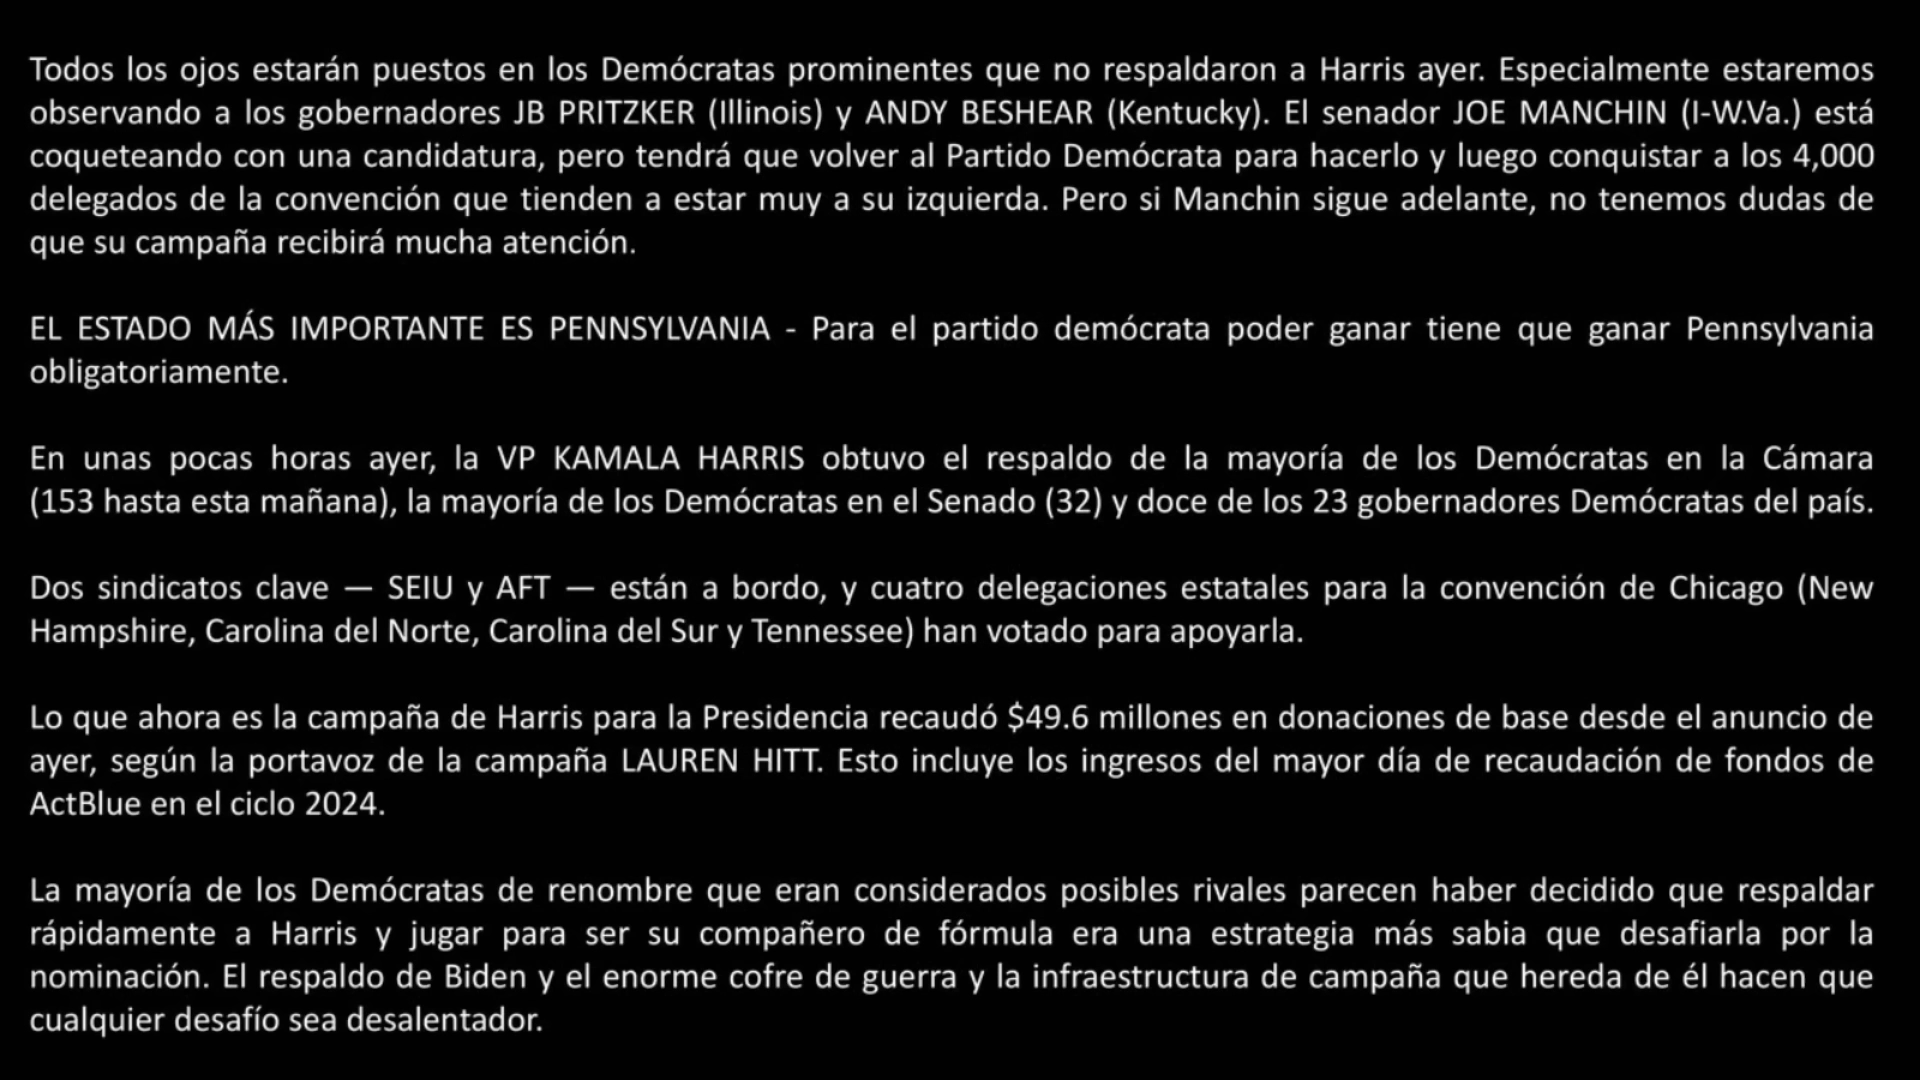 Todos los ojos estarán puestos en los Demócratas prominentes que no respaldaron a Harris ayer. Especialmente estaremos
observando a los gobernadores JB PRITZKER (Illinois) y ANDY BESHEAR (Kentucky). El senador JOE MANCHIN (I-W.Va.) está
coqueteando con una candidatura, pero tendrá que volver al Partido Demócrata para hacerlo y luego conquistar a los 4,000
delegados de la convención que tienden a estar muy a su izquierda. Pero si Manchin sigue adelante, no tenemos dudas de
que su campaña recibirá mucha atención.
EL ESTADO MÁS IMPORTANTE ES PENNSYLVANIA - Para el partido demócrata poder ganar tiene que ganar Pennsylvania
obligatoriamente.
En unas pocas horas ayer, la VP KAMALA HARRIS obtuvo el respaldo de la mayoría de los Demócratas en la Cámara
(153 hasta esta mañana), la mayoría de los Demócratas en el Senado (32) y doce de los 23 gobernadores Demócratas del país.
Dos sindicatos clave — SEIU y AFT — están a bordo, y cuatro delegaciones estatales para la convención de Chicago (New
Hampshire, Carolina del Norte, Carolina del Sur y Tennessee) han votado para apoyarla.
Lo que ahora es la campaña de Harris para la Presidencia recaudó $49.6 millones en donaciones de base desde el anuncio de
ayer, según la portavoz de la campaña LAUREN HITT. Esto incluye los ingresos del mayor día de recaudación de fondos de
ActBlue en el ciclo 2024.
La mayoría de los Demócratas de renombre que eran considerados posibles rivales parecen haber decidido que respaldar
rápidamente a Harris y jugar para ser su compañero de fórmula era una estrategia más sabia que desafiarla por la
nominación. El respaldo de Biden y el enorme cofre de guerra y la infraestructura de campaña que hereda de él hacen que
cualquier desafío sea desalentador.